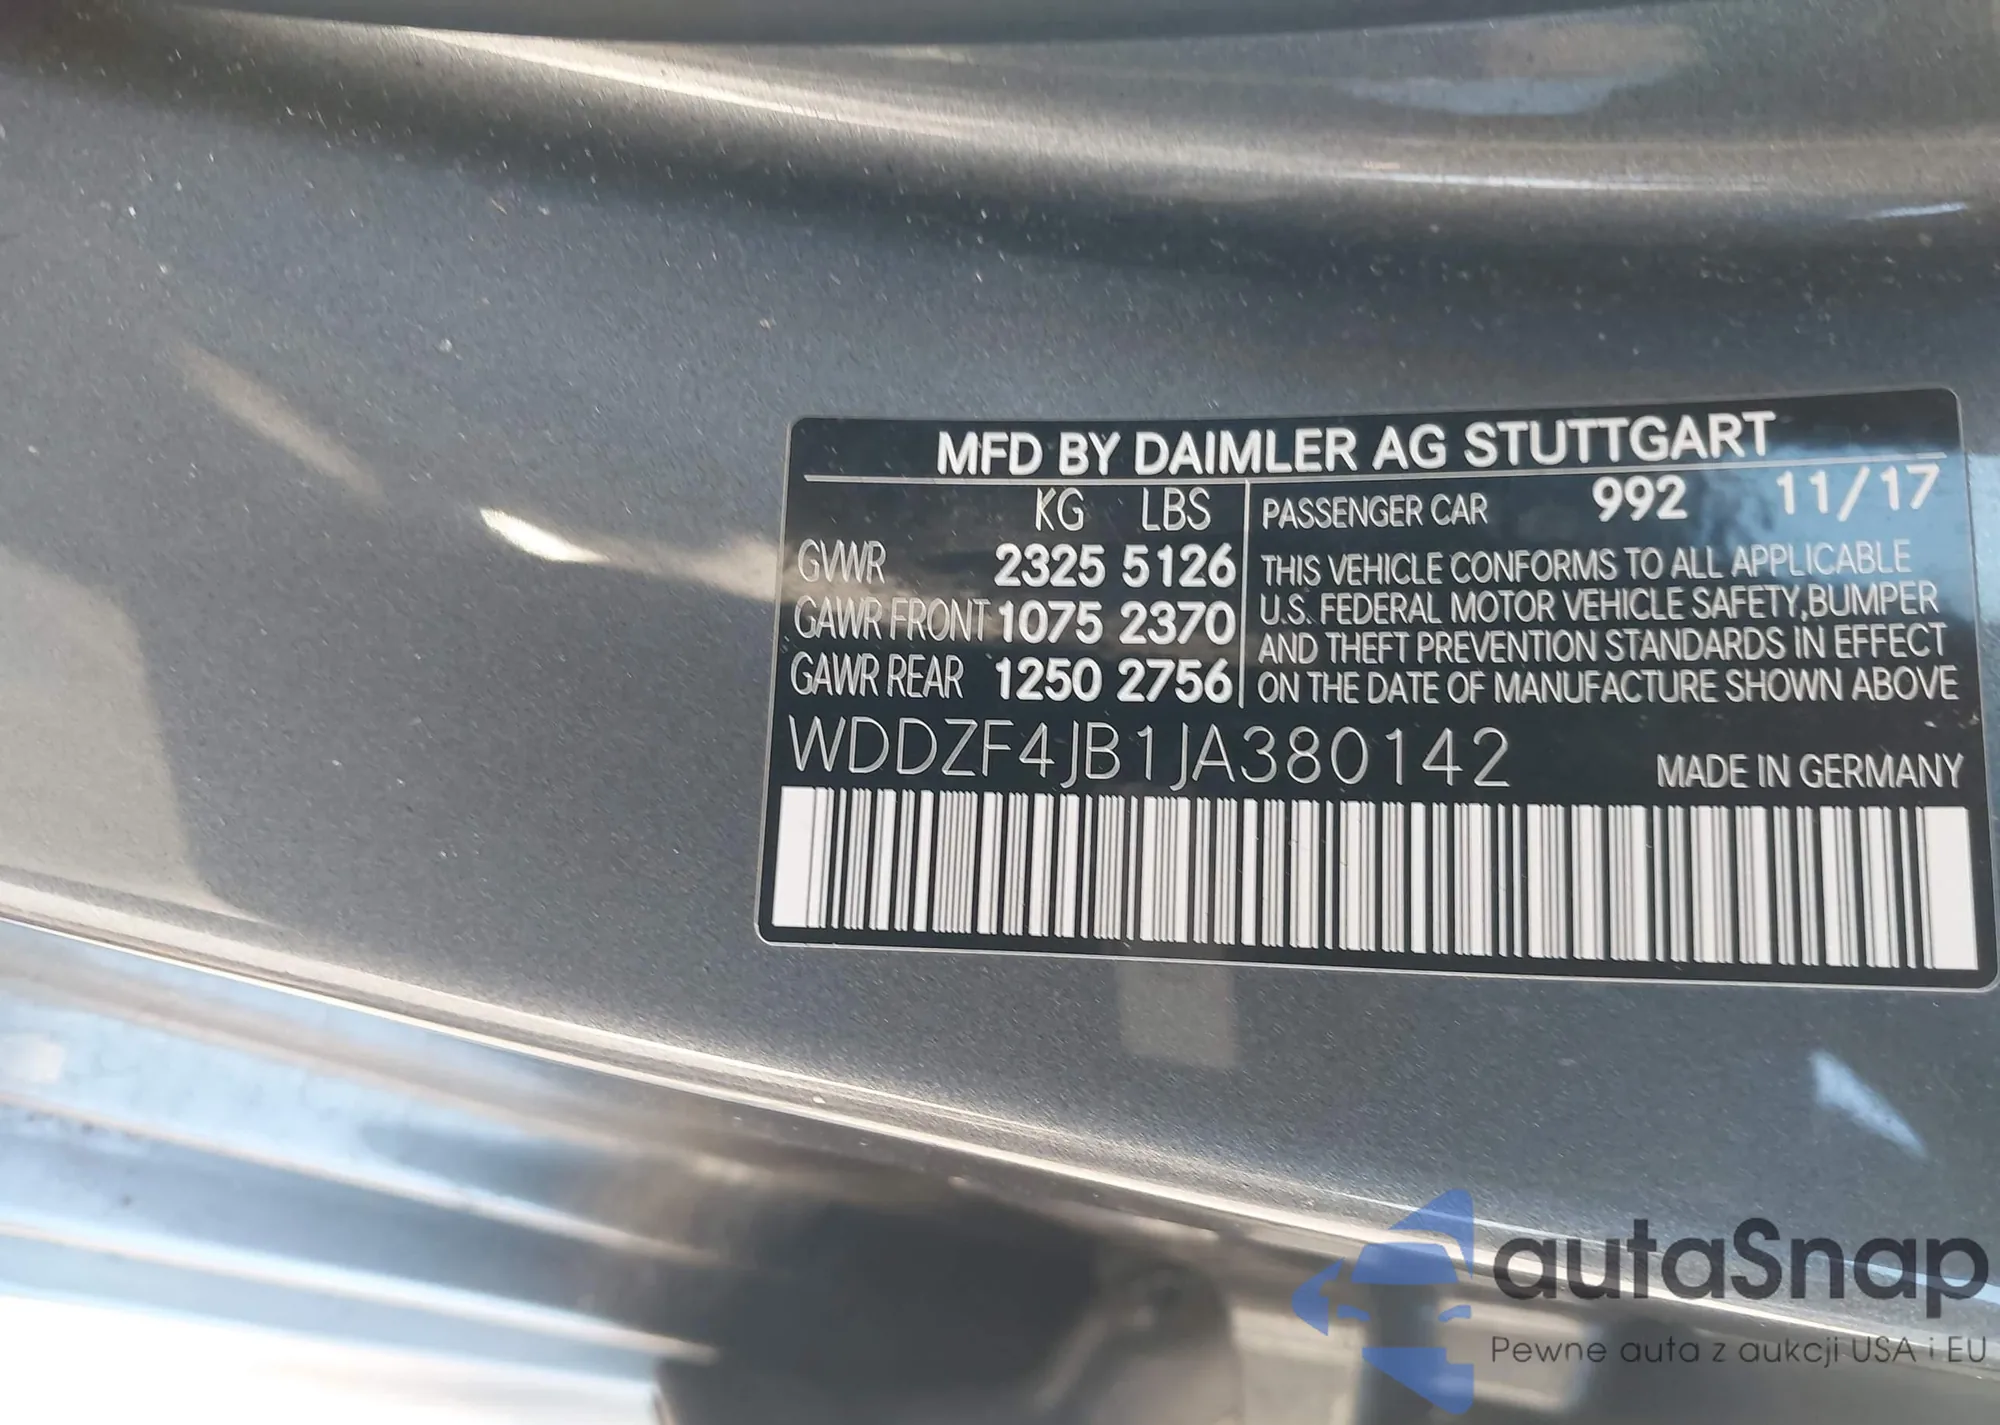 MFD BY DAIMLER AG STUTTGART
KG LBS
GVWR 2325 5126
GAWR FRONT 1075 2370
GAWR REAR 1250 2756
PASSENGER CAR 992 11/17
THIS VEHICLE CONFORMS TO ALL APPLICABLE
U.S. FEDERAL MOTOR VEHICLE SAFETY,BUMPER
AND THEFT PREVENTION STANDARDS IN EFFECT
ON THE DATE OF MANUFACTURE SHOWN ABOVE
WDDZF4JB1JA380142
MADE IN GERMANY
autaSnap
Pewne auta z aukcji USA i EU